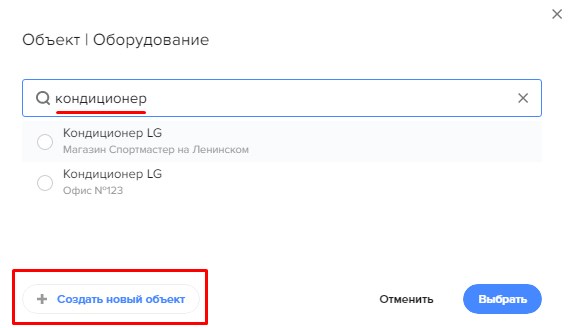 Объект | Оборудование
кондиционер
Кондиционер LG
Магазин Спортмастер на Ленинском
Кондиционер LG
Офис №123
+ Создать новый объект
Отменить
Выбрать